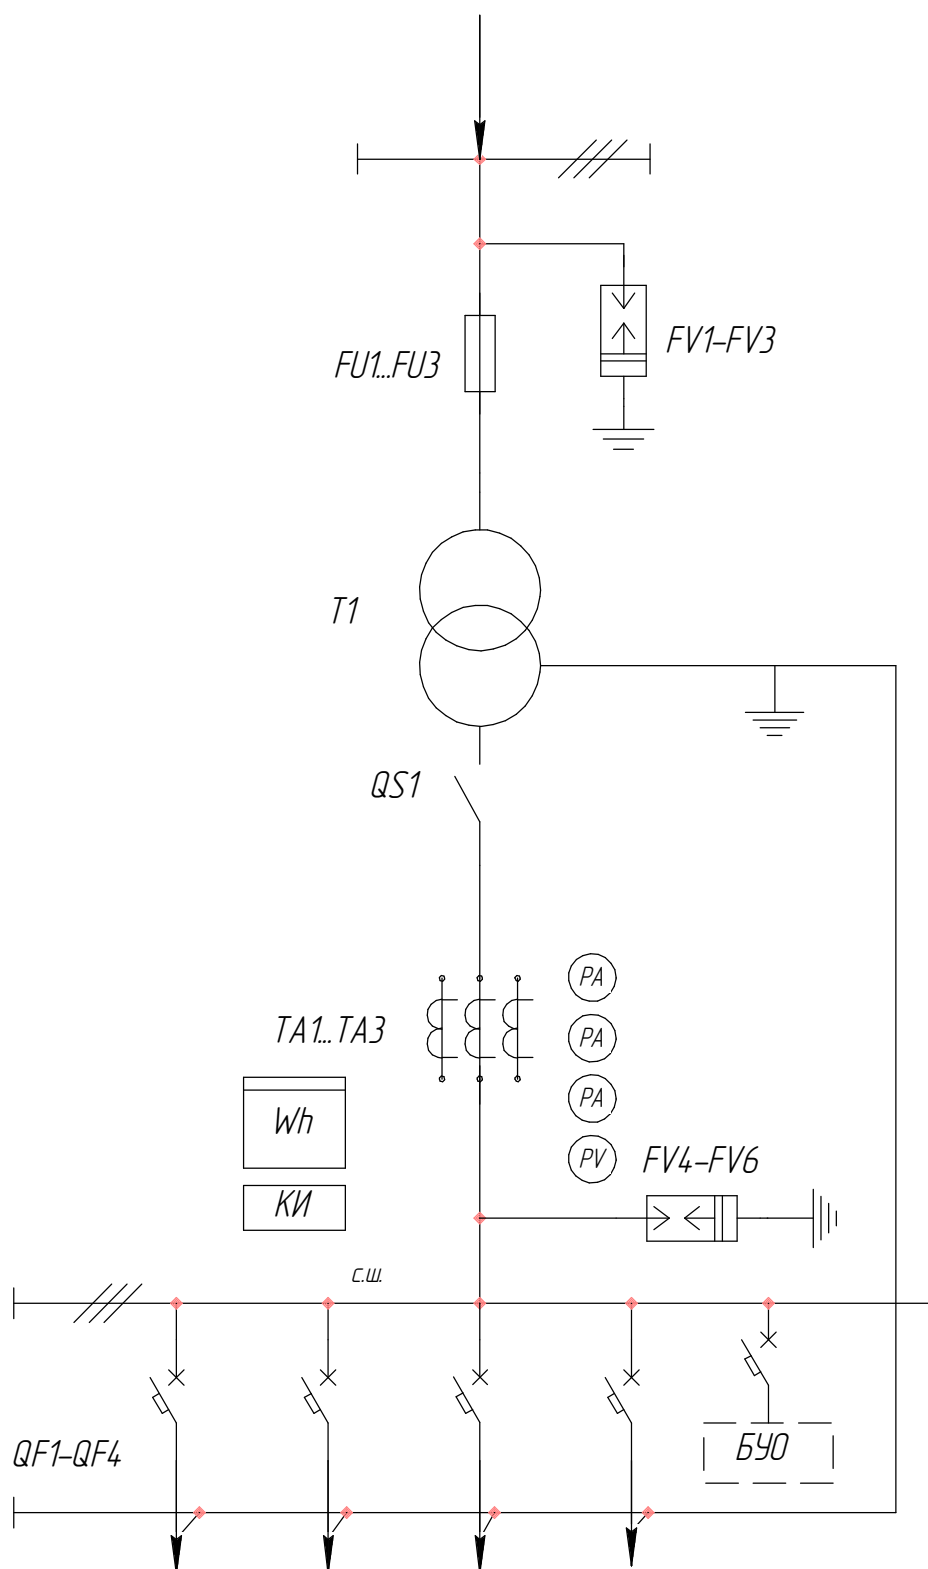 FU1...FU3
FV1-FV3
T1
QS1
TA1...TA3
PA
PA
PA
PV
Wh
КИ
FV4-FV6
с.ш.
QF1-QF4
БУО